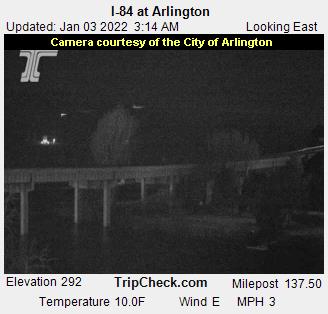 I-84 at Arlington
Updated: Jan 03 2022 3:14 AM Looking East
Camera courtesy of the City of Arlington
Elevation 292 TripCheck.com Milepost 137.50
Temperature 10.0F Wind E MPH 3